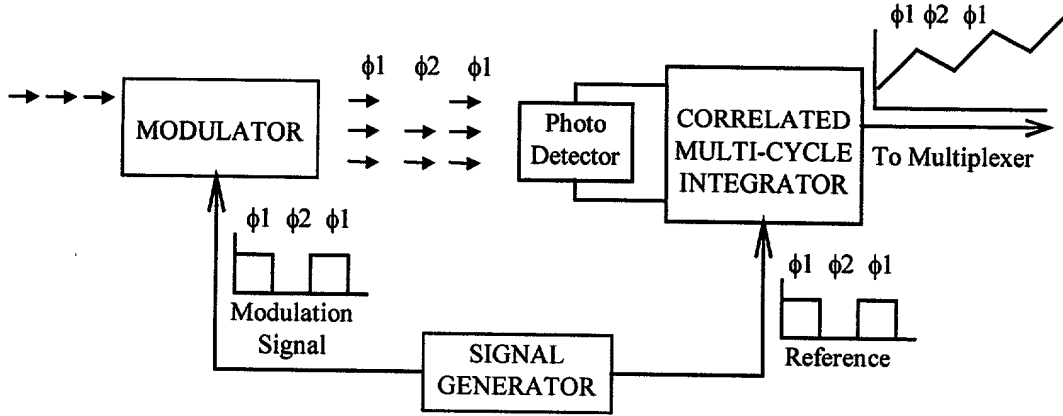 ϕ1 ϕ2 ϕ1
ϕ1 ϕ2 ϕ1
MODULATOR
Photo
Detector
CORRELATED
MULTI-CYCLE
INTEGRATOR
To Multiplexer
ϕ1 ϕ2 ϕ1
Modulation
Signal
ϕ1 ϕ2 ϕ1
Reference
SIGNAL
GENERATOR